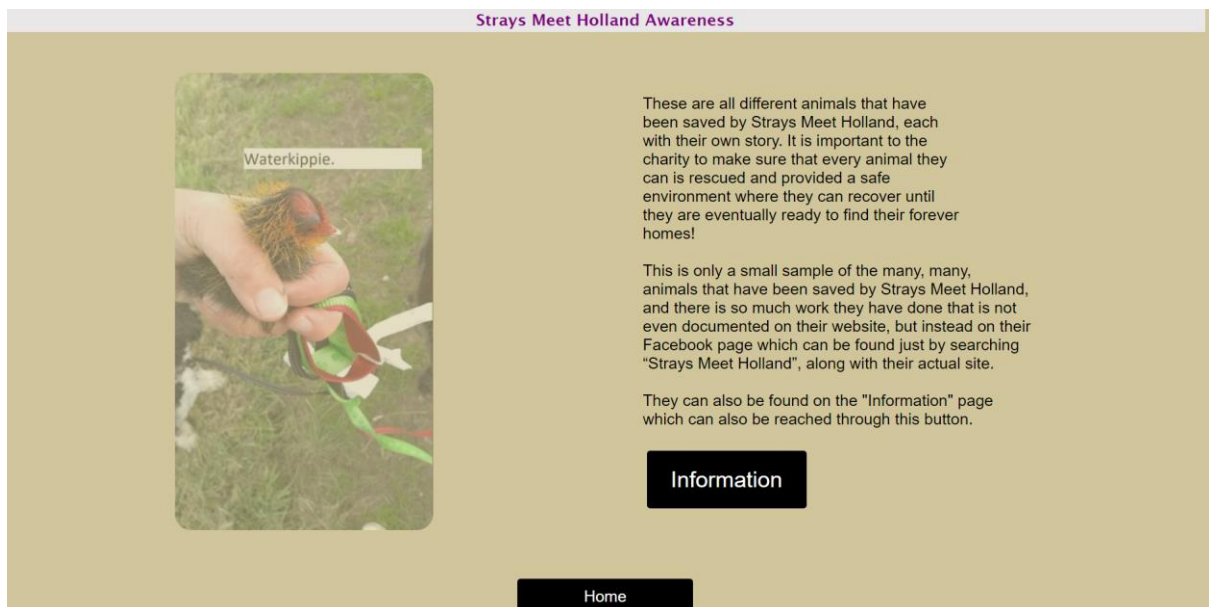 Strays Meet Holland Awareness
Waterkippie.
These are all different animals that have
been saved by Strays Meet Holland, each
with their own story. It is important to the
charity to make sure that every animal they
can is rescued and provided a safe
environment where they can recover until
they are eventually ready to find their forever
homes!
This is only a small sample of the many, many,
animals that have been saved by Strays Meet Holland,
and there is so much work they have done that is not
even documented on their website, but instead on their
Facebook page which can be found just by searching
“Strays Meet Holland”, along with their actual site.
They can also be found on the "Information" page
which can also be reached through this button.
Information
Home